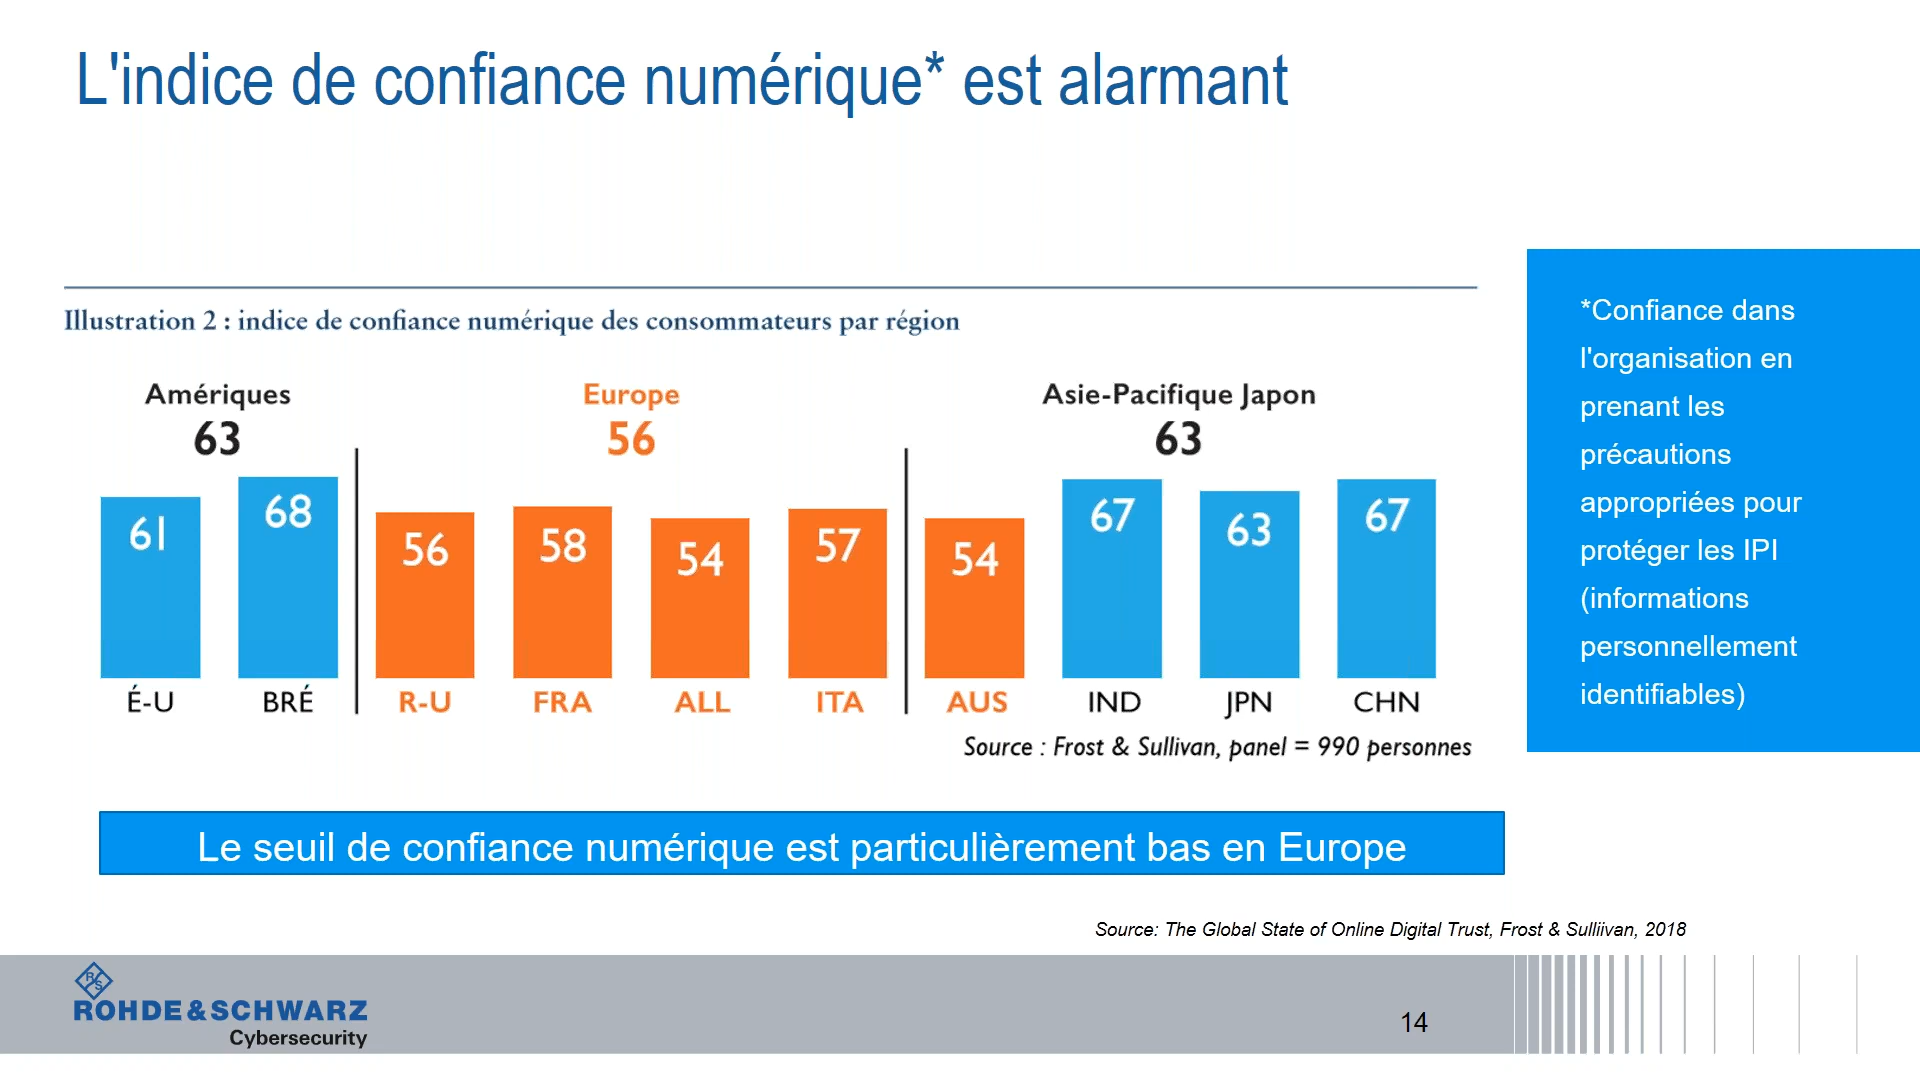 L'indice de confiance numérique* est alarmant
Illustration 2 : indice de confiance numérique des consommateurs par région
Amériques
63
Europe
56
Asie-Pacifique Japon
63
61
68
56
58
54
57
54
67
63
67
É-U
BRÉ
R-U
FRA
ALL
ITA
AUS
IND
JPN
CHN
Source : Frost & Sullivan, panel = 990 personnes
*Confiance dans
l'organisation en
prenant les
précautions
appropriées pour
protéger les IPI
(informations
personnellement
identifiables)
Le seuil de confiance numérique est particulièrement bas en Europe
Source: The Global State of Online Digital Trust, Frost & Sulliivan, 2018
R S
ROHDE&SCHWARZ
Cybersecurity
14